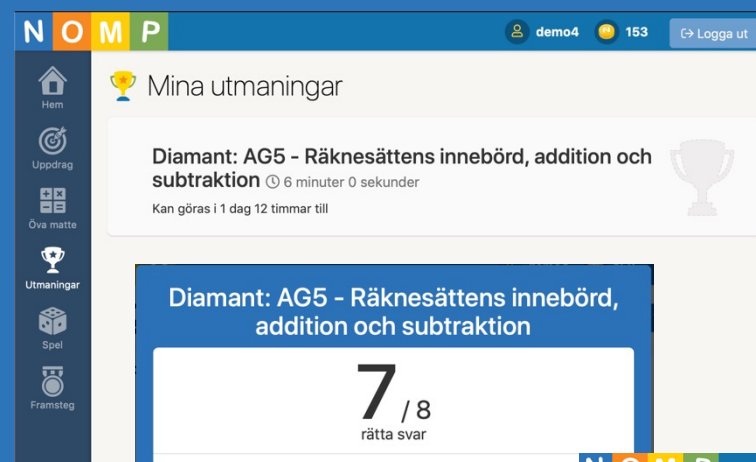 NOMP
demo4
153
Logga ut
Hem
Uppdrag
Öva matte
Utmaningar
Spel
Framsteg
Mina utmaningar
Diamant: AG5 - Räknesättens innebörd, addition och
subtraktion 6 minuter 0 sekunder
Kan göras i 1 dag 12 timmar till
Diamant: AG5 - Räknesättens innebörd,
addition och subtraktion
7 / 8
rätta svar
NOMP